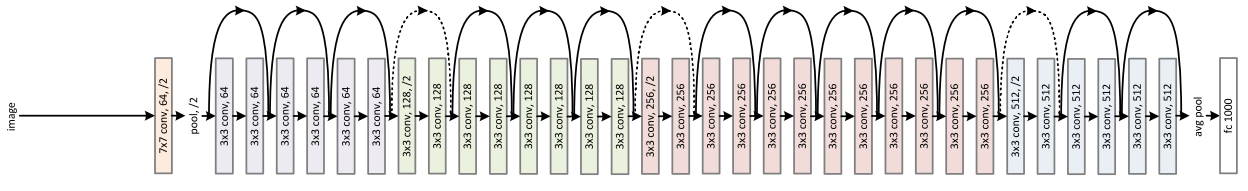 image
7x7 conv, 64, /2
pool, /2
3x3 conv, 64
3x3 conv, 64
3x3 conv, 64
3x3 conv, 64
3x3 conv, 64
3x3 conv, 64
3x3 conv, 128, /2
3x3 conv, 128
3x3 conv, 128
3x3 conv, 128
3x3 conv, 128
3x3 conv, 128
3x3 conv, 128
3x3 conv, 128
3x3 conv, 256, /2
3x3 conv, 256
3x3 conv, 256
3x3 conv, 256
3x3 conv, 256
3x3 conv, 256
3x3 conv, 256
3x3 conv, 256
3x3 conv, 256
3x3 conv, 256
3x3 conv, 256
3x3 conv, 256
3x3 conv, 512, /2
3x3 conv, 512
3x3 conv, 512
3x3 conv, 512
3x3 conv, 512
3x3 conv, 512
avg pool
fc 1000